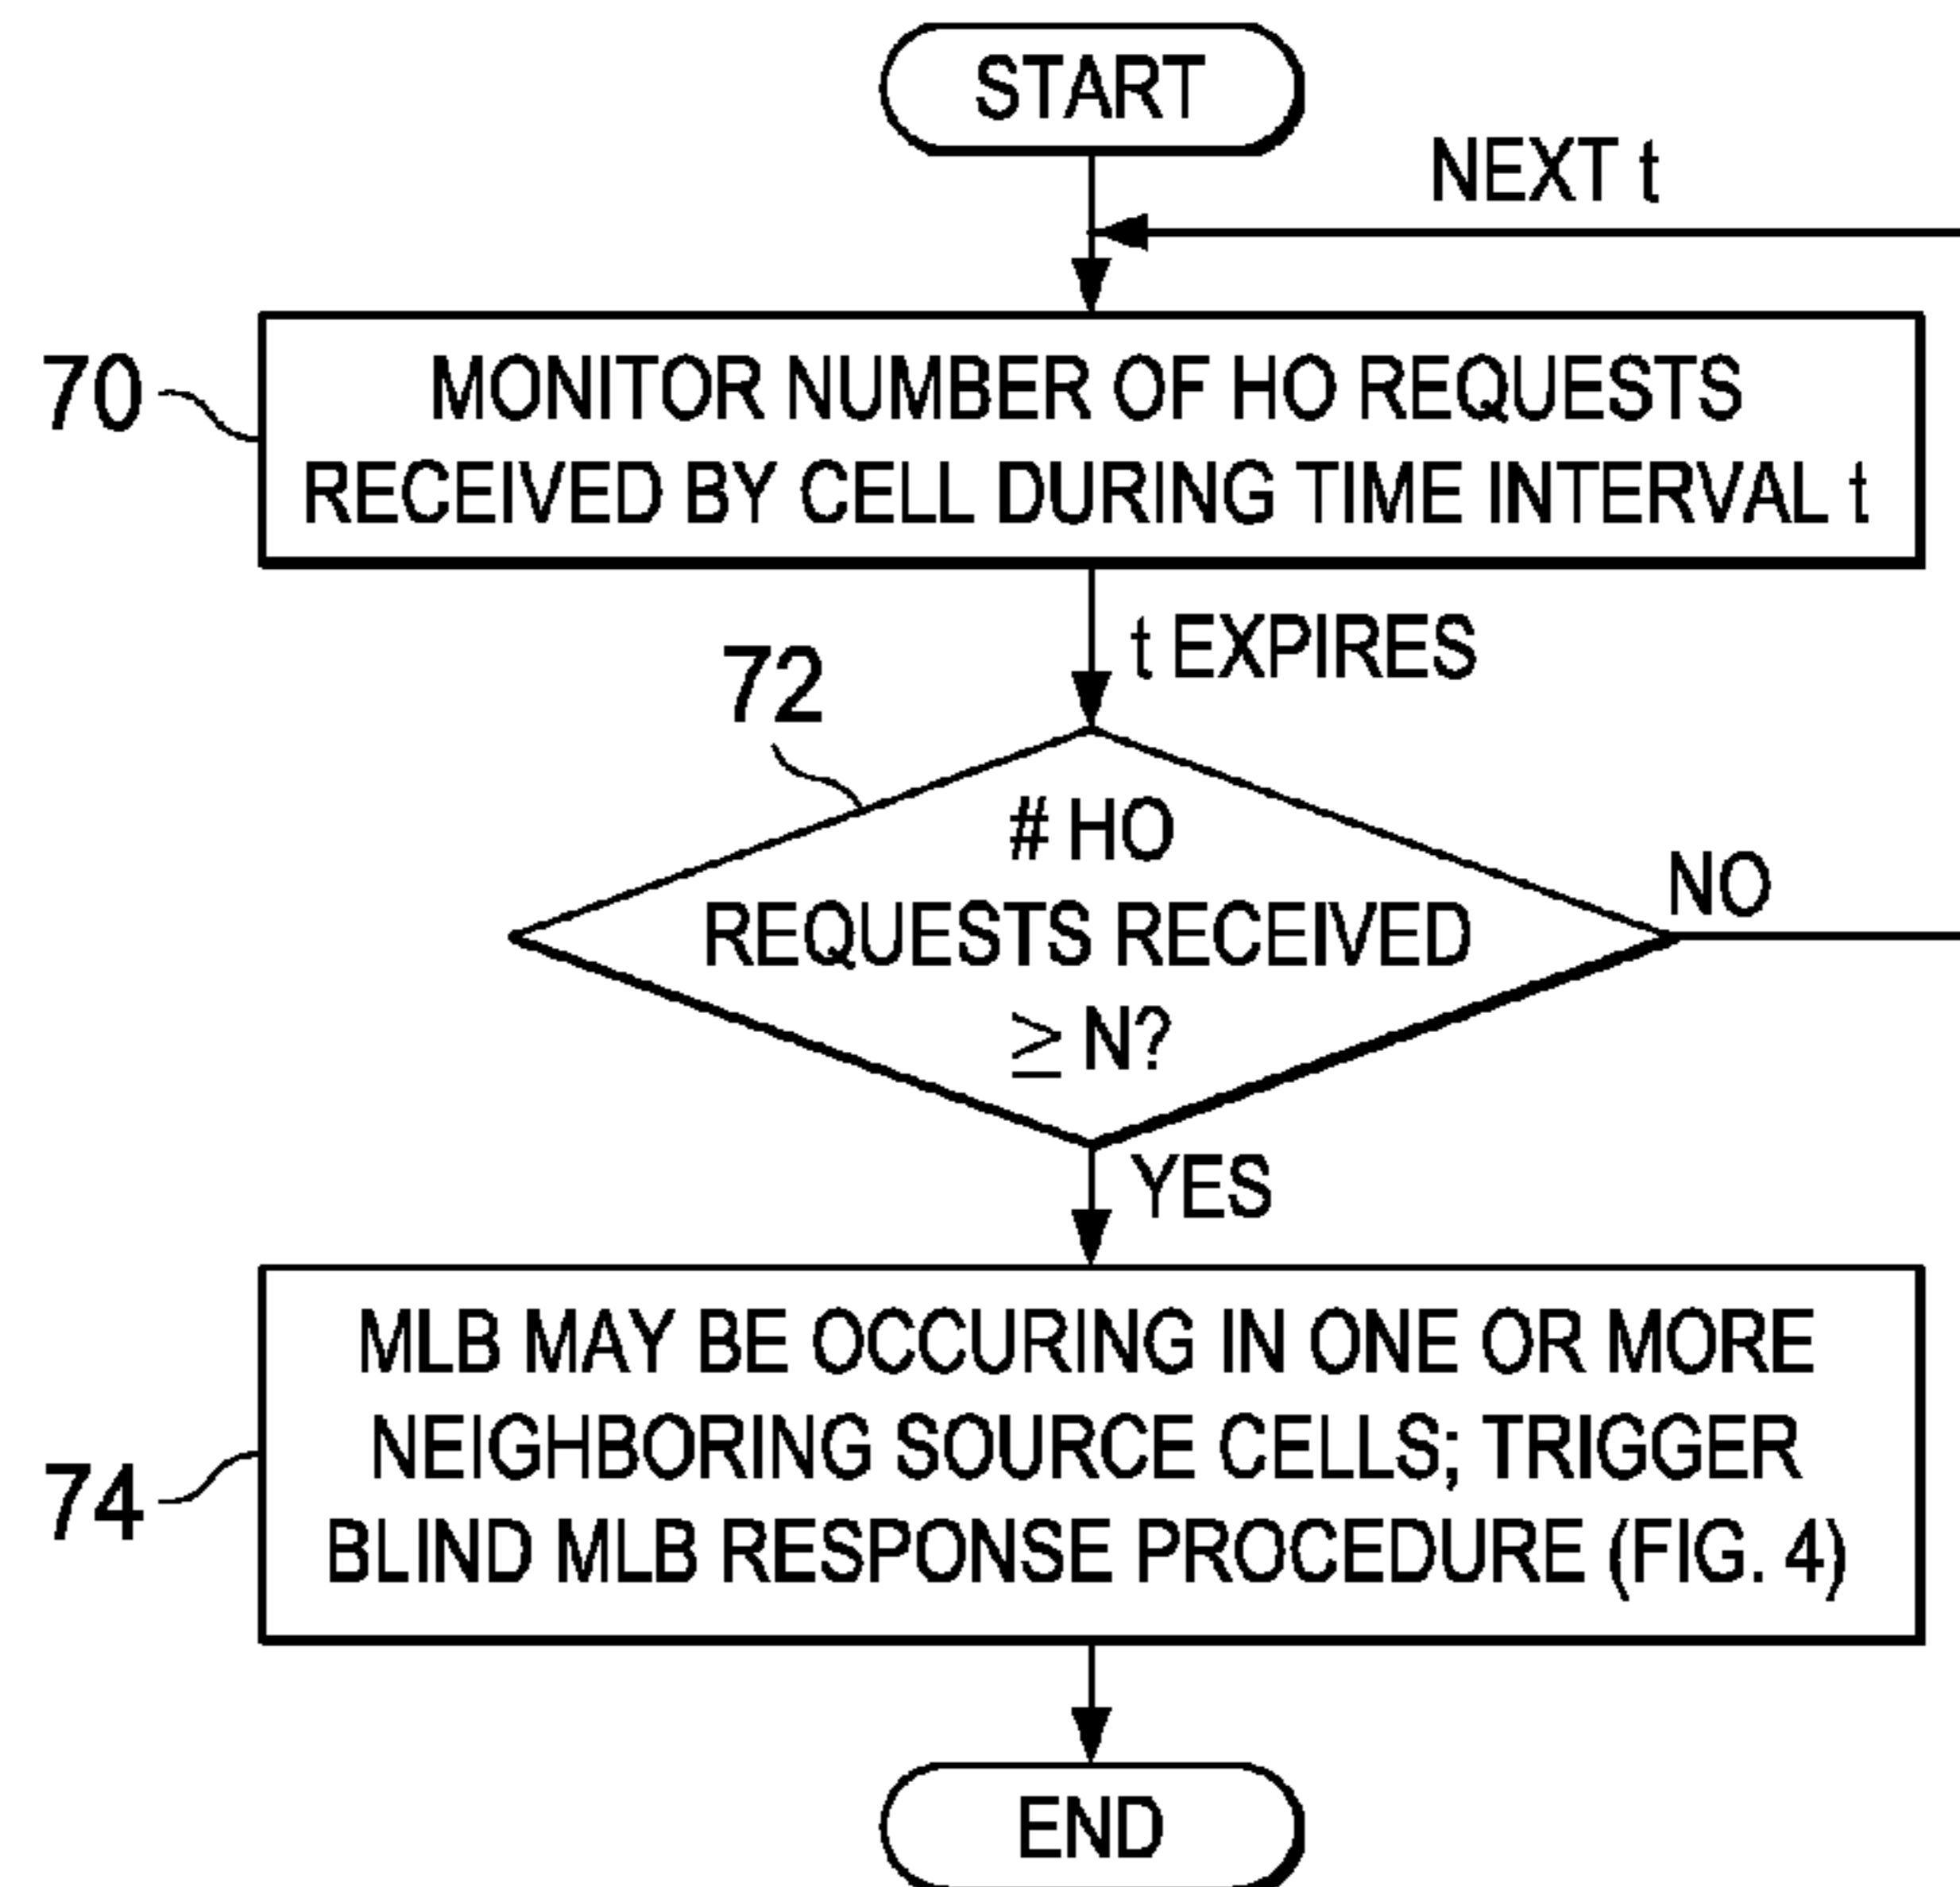 START
NEXT t
70
MONITOR NUMBER OF HO REQUESTS
RECEIVED BY CELL DURING TIME INTERVAL t
t EXPIRES
72
# HO
REQUESTS RECEIVED
≥ N?
NO
YES
74
MLB MAY BE OCCURING IN ONE OR MORE
NEIGHBORING SOURCE CELLS; TRIGGER
BLIND MLB RESPONSE PROCEDURE (FIG. 4)
END